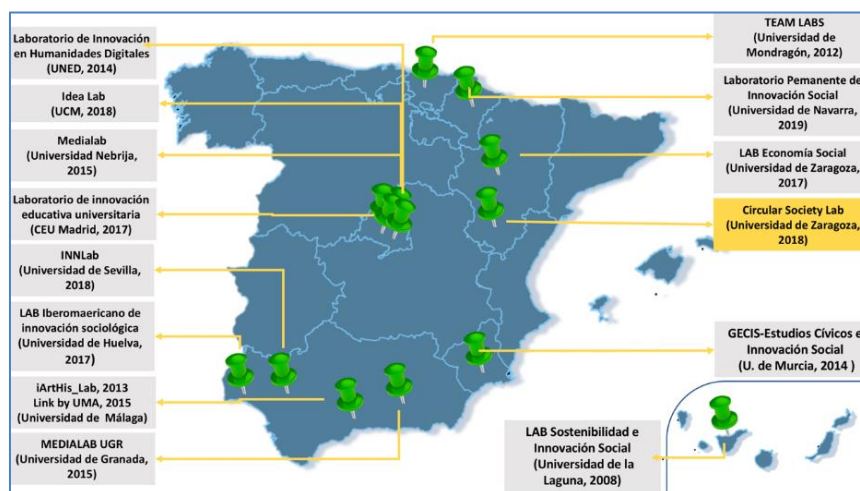 Laboratorio de Innovación
en Humanidades Digitales
(UNED, 2014)
Idea Lab
(UCM, 2018)
Medialab
(Universidad Nebrija,
2015)
Laboratorio de innovación
educativa universitaria
(CEU Madrid, 2017)
INNLab
(Universidad de Sevilla,
2018)
LAB Iberomaericano de
innovación sociológica
(Universidad de Huelva,
2017)
iArtHis_Lab, 2013
Link by UMA, 2015
(Universidad de Málaga)
MEDIALAB UGR
(Universidad de Granada,
2015)
TEAM LABS
(Universidad de
Mondragón, 2012)
Laboratorio Pemanente de
Innovación Social
(Universidad de Navarra,
2019)
LAB Economía Social
(Universidad de Zaragoza,
2017)
Circular Society Lab
(Universidad de Zaragoza,
2018)
GECIS-Estudios Cívicos e
Innovación Social
(U. de Murcia, 2014 )
LAB Sostenibilidad e
Innovación Social
(Universidad de la
Laguna, 2008)